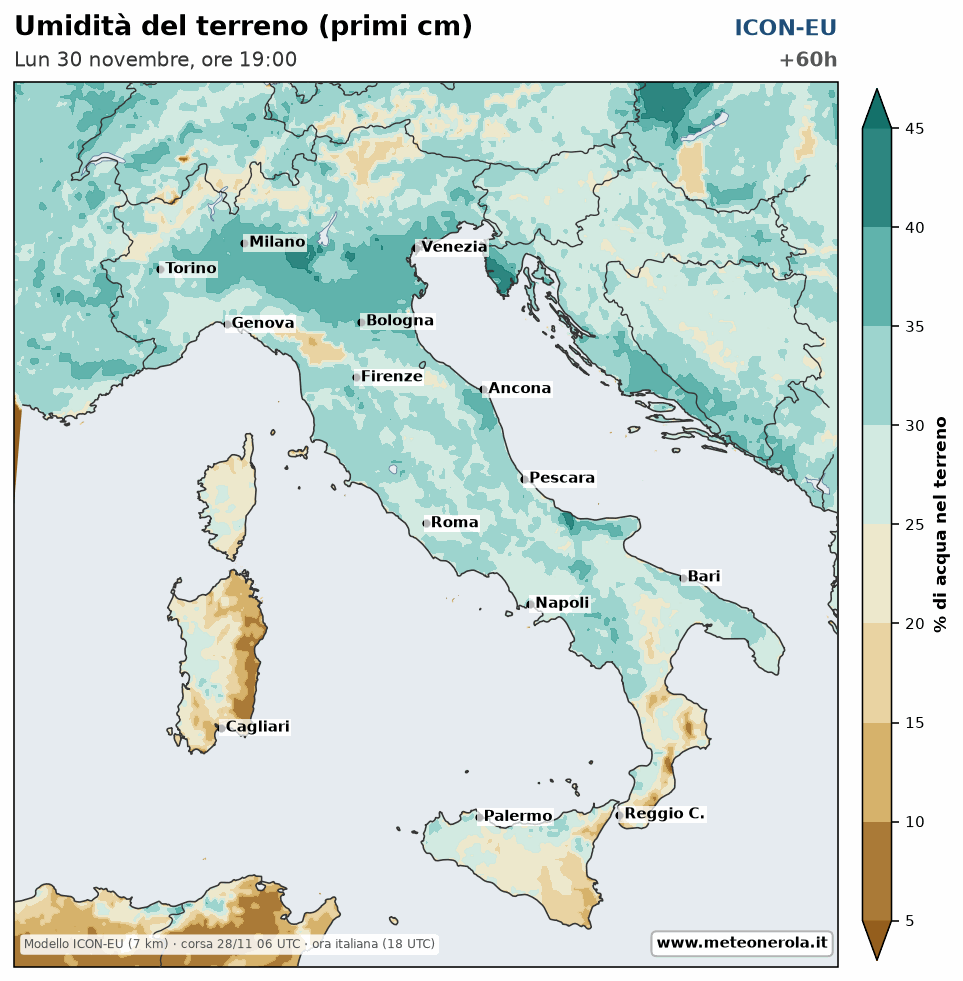 Umidità del terreno (primi cm)
ICON-EU
Lun 30 novembre, ore 19:00
+60h
Milano
Venezia
Torino
Genova
Bologna
Firenze
Ancona
Pescara
Roma
Bari
Napoli
Cagliari
Palermo
Reggio C.
45
40
35
30
25
20
15
10
5
% di acqua nel terreno
Modello ICON-EU (7 km) · corsa 28/11 06 UTC · ora italiana (18 UTC)
www.meteonerola.it